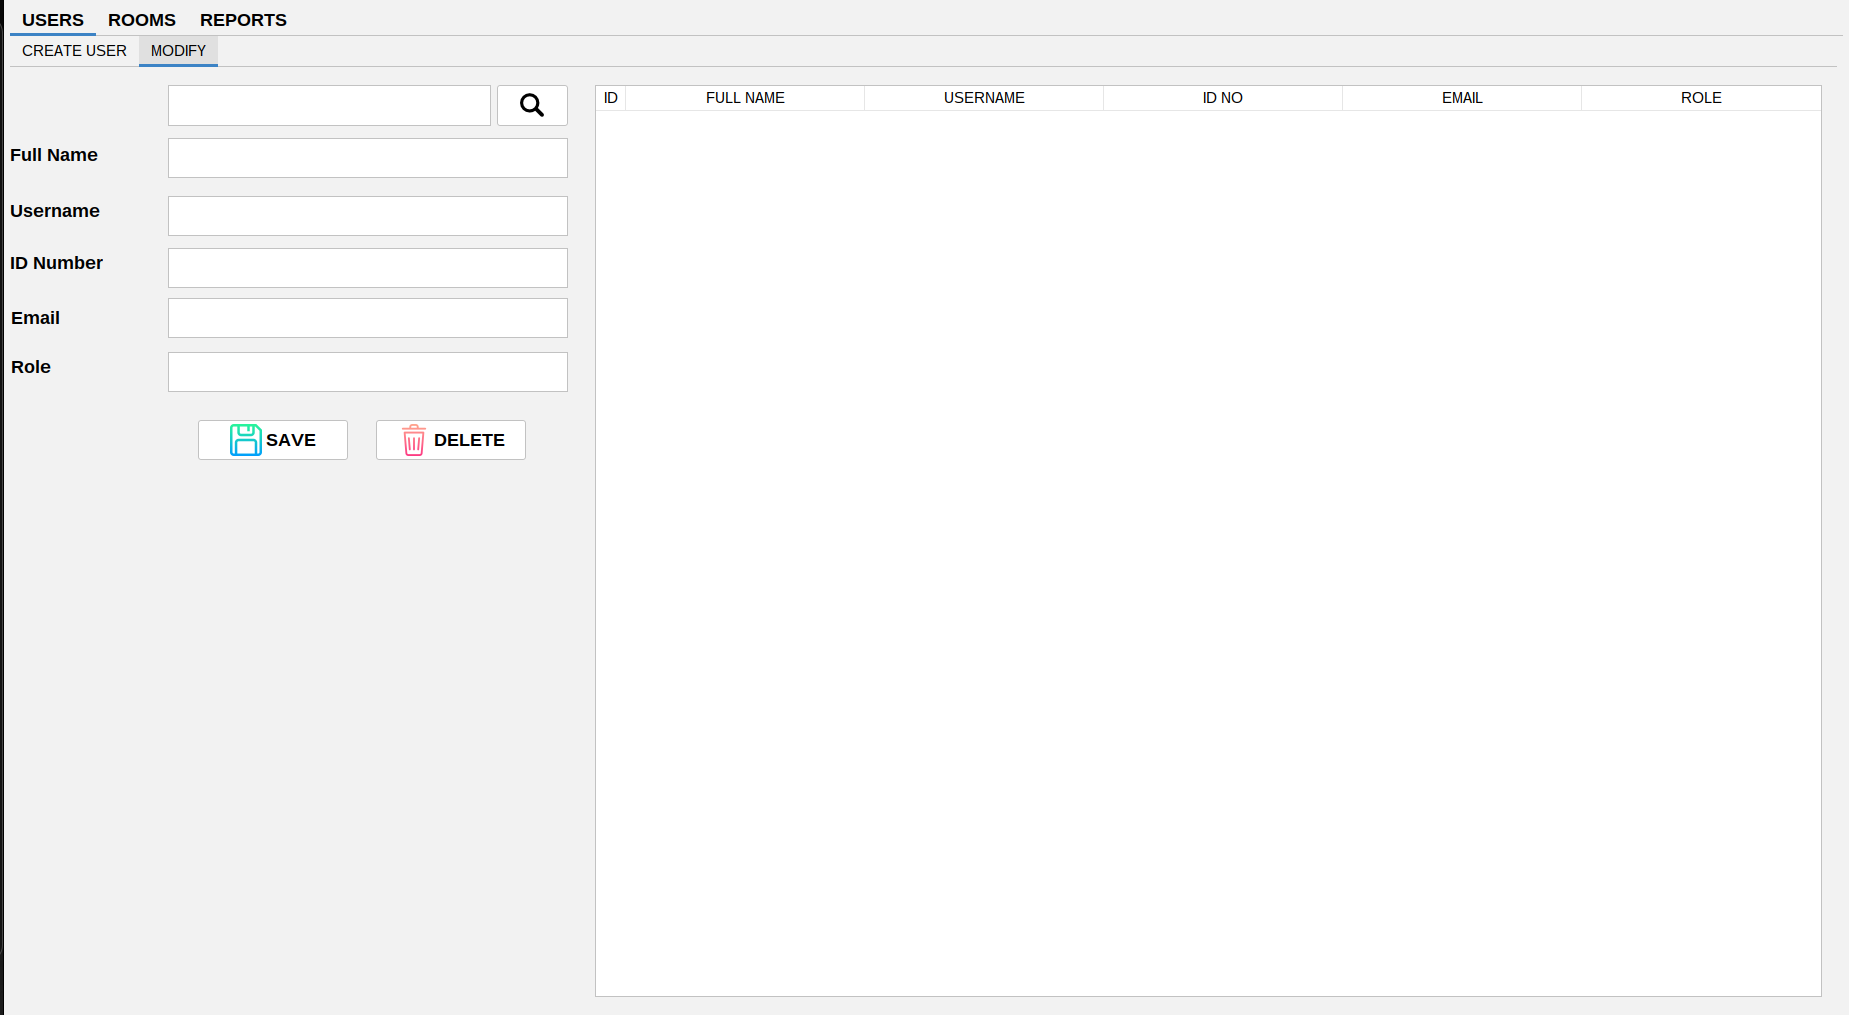 USERS ROOMS REPORTS
CREATE USER MODIFY
ID FULL NAME USERNAME ID NO EMAIL ROLE
Full Name
Username
ID Number
Email
Role
SAVE DELETE